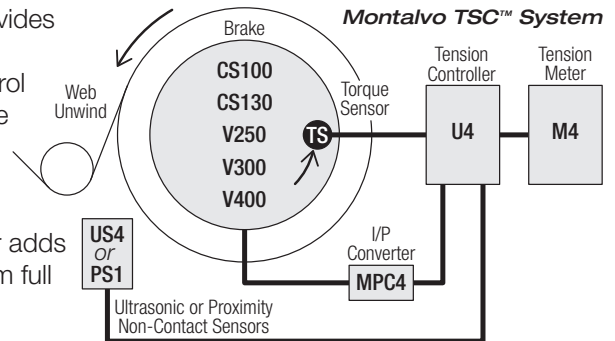 vides
rol
e
r adds
m full
Montalvo TSC™ System
Brake
CS100
CS130
V250
V300
V400
Web
Unwind
Torque
Sensor
TS
Tension
Controller
U4
Tension
Meter
M4
I/P
Converter
MPC4
US4
or
PS1
Ultrasonic or Proximity
Non-Contact Sensors